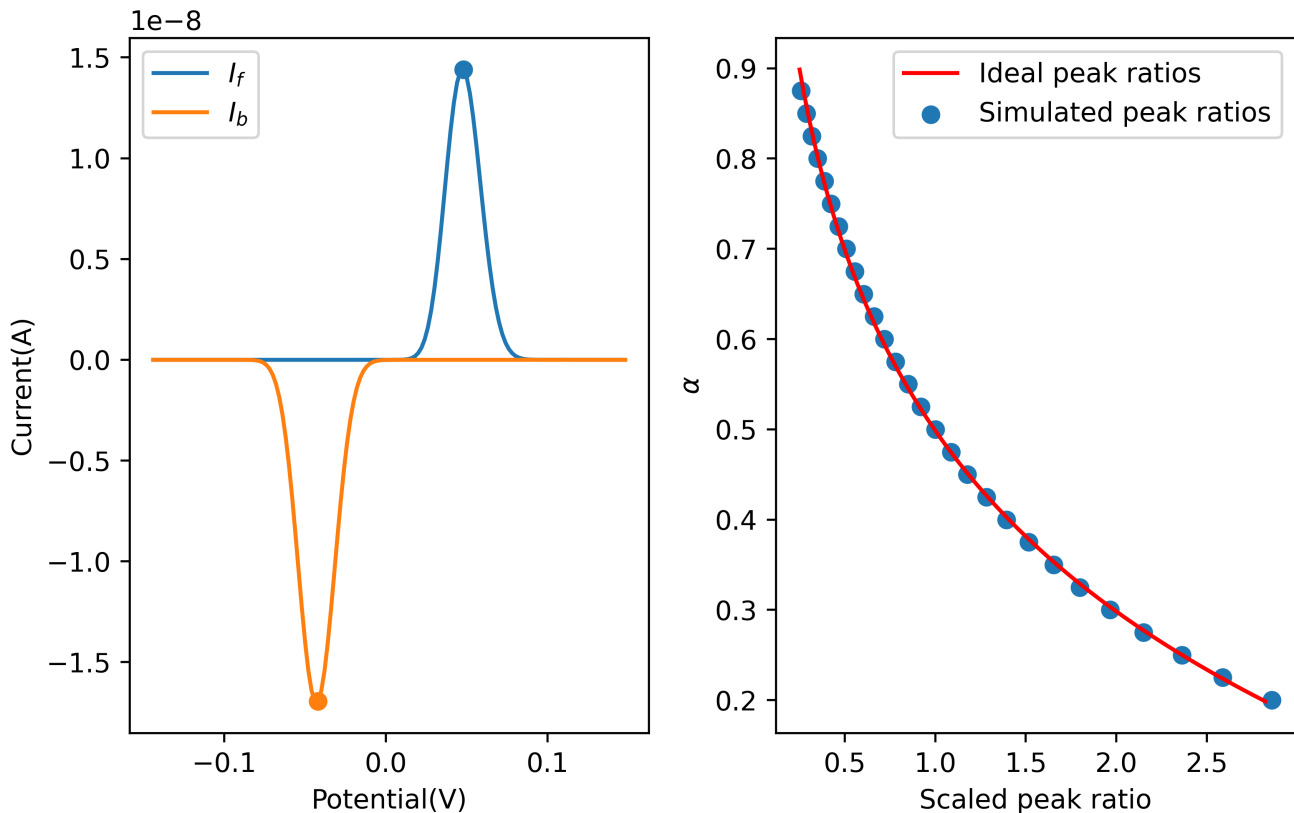 1e−8
1.5
1.0
0.5
0.0
−0.5
−1.0
−1.5
Current(A)
I_f
I_b
−0.1
0.0
0.1
Potential(V)
0.9
0.8
0.7
0.6
0.5
0.4
0.3
0.2
α
Ideal peak ratios
Simulated peak ratios
0.5
1.0
1.5
2.0
2.5
Scaled peak ratio